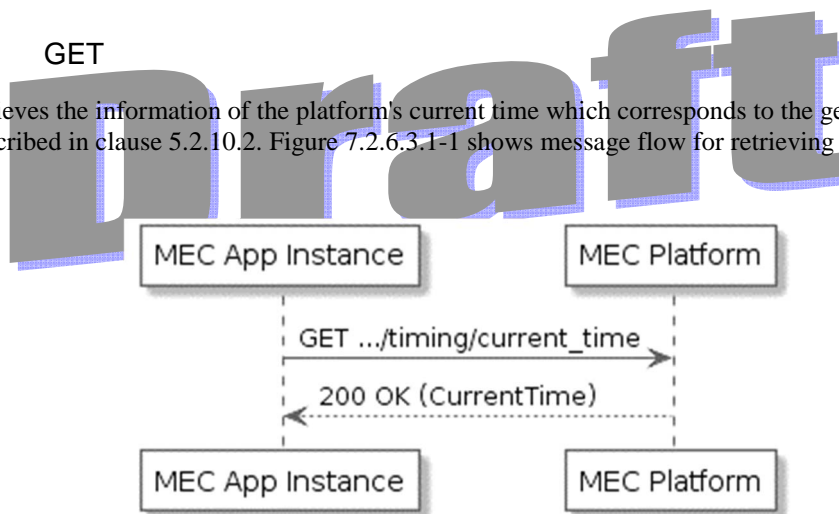 GET
Draft
ieves the information of the platform's current time which corresponds to the ge
cribed in clause 5.2.10.2. Figure 7.2.6.3.1-1 shows message flow for retrieving
MEC App Instance
MEC Platform
GET .../timing/current_time
200 OK (CurrentTime)
MEC App Instance
MEC Platform